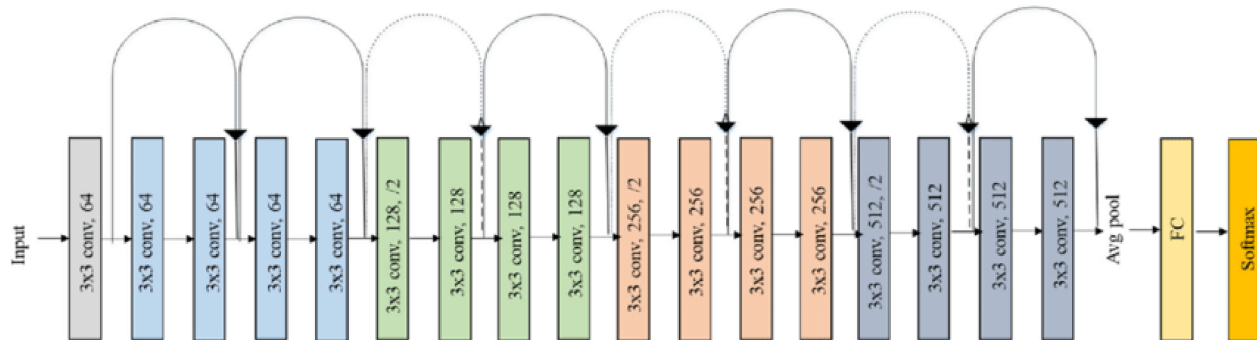 Input
3x3 conv, 64
3x3 conv, 64
3x3 conv, 64
3x3 conv, 64
3x3 conv, 64
3x3 conv, 128, /2
3x3 conv, 128
3x3 conv, 128
3x3 conv, 128
3x3 conv, 256, /2
3x3 conv, 256
3x3 conv, 256
3x3 conv, 256
3x3 conv, 512, /2
3x3 conv, 512
3x3 conv, 512
3x3 conv, 512
Avg pool
FC
Softmax